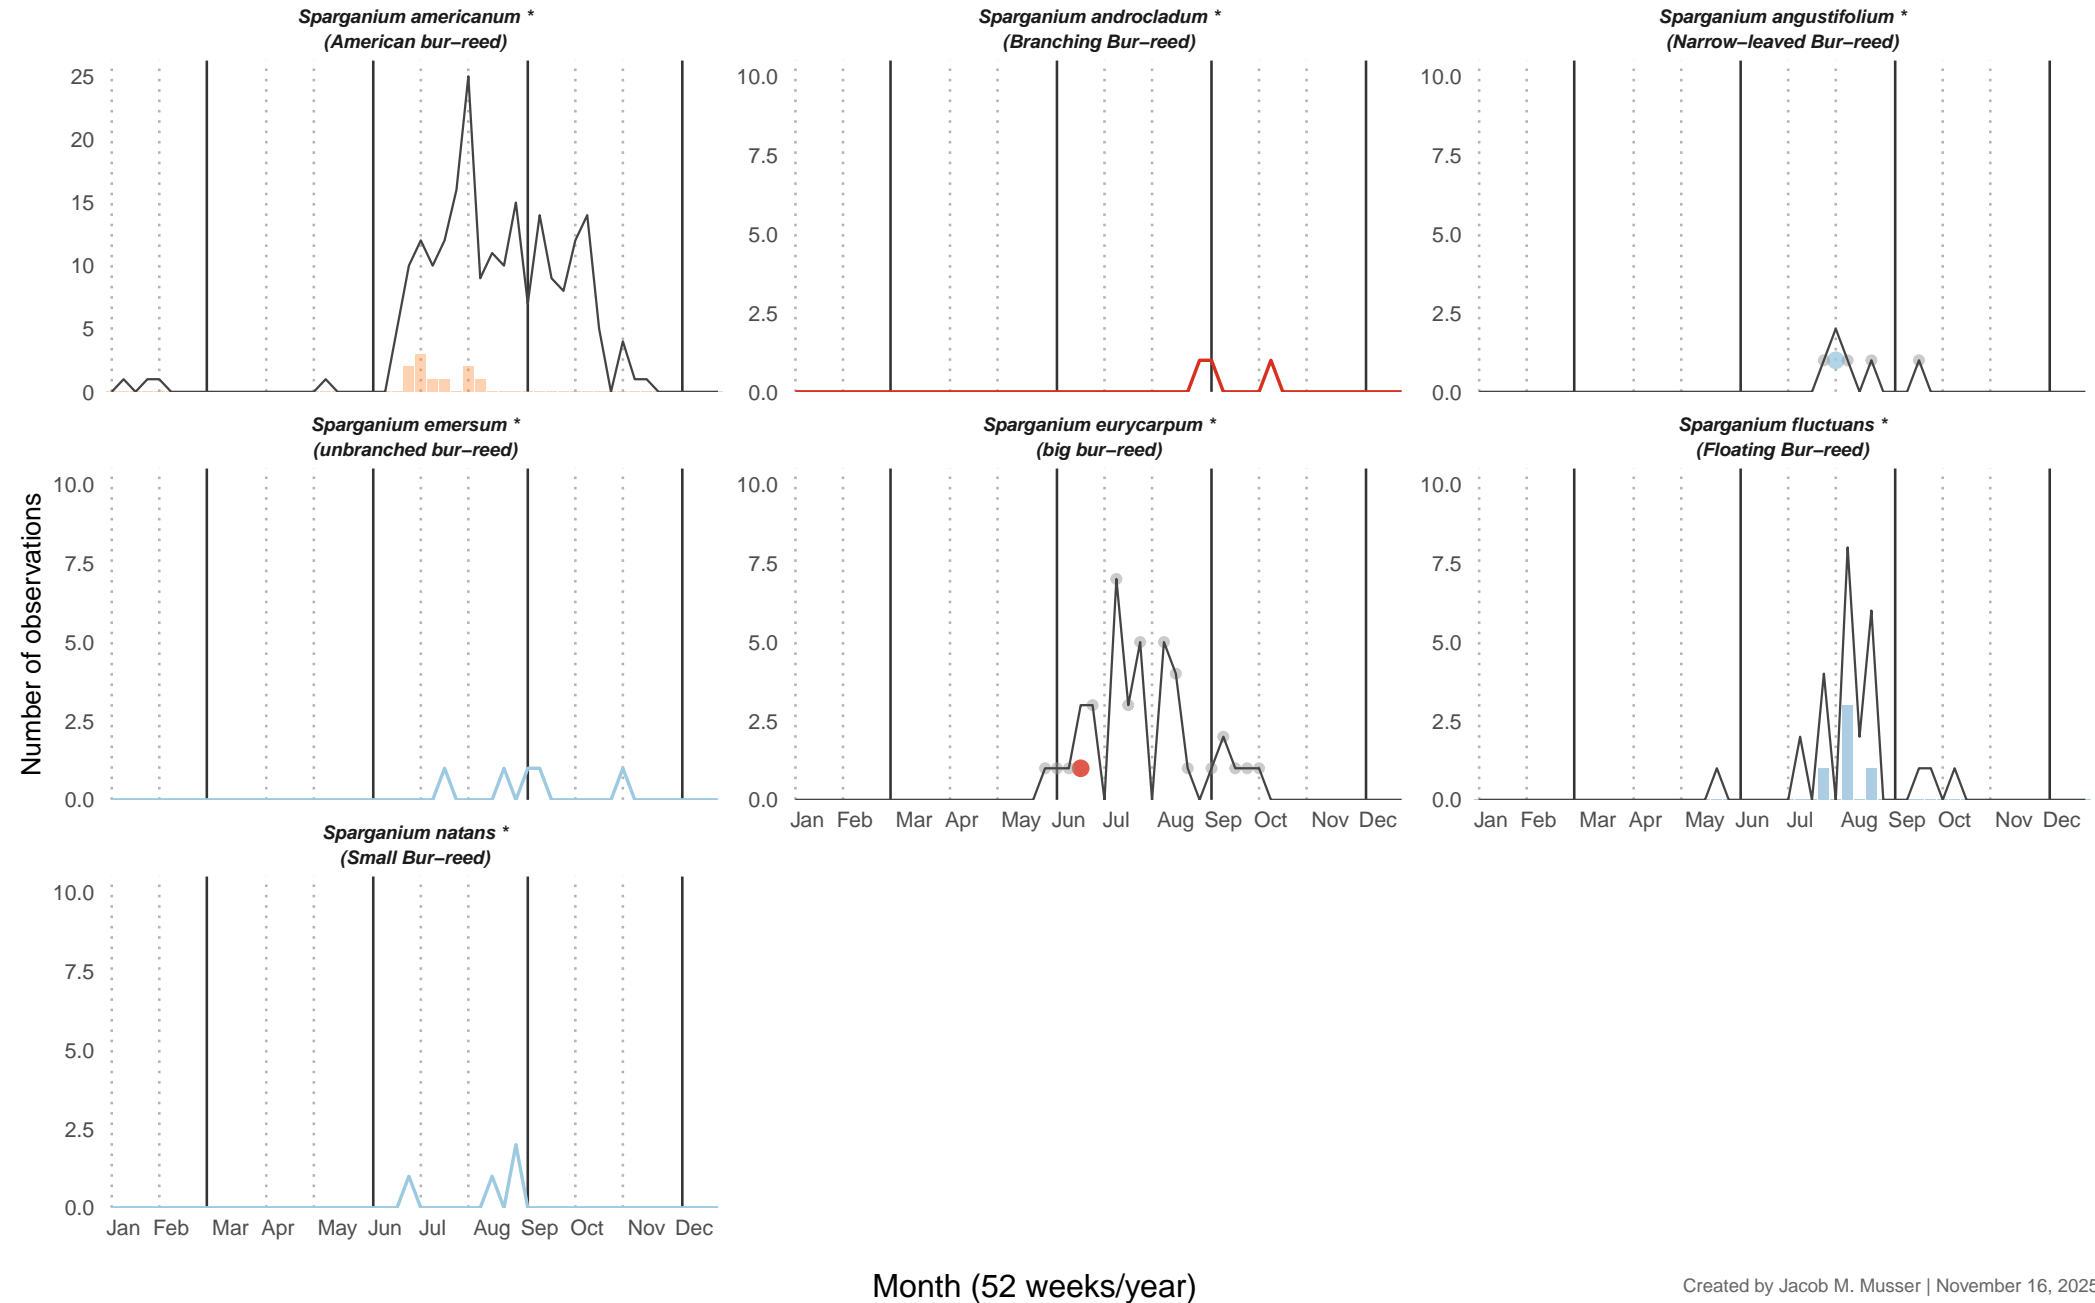 Sparganium americanum *
(American bur–reed)
Sparganium androcladum *
(Branching Bur–reed)
Sparganium angustifolium *
(Narrow–leaved Bur–reed)
25
20
15
10
5
0
10.0
7.5
5.0
2.5
0.0
10.0
7.5
5.0
2.5
0.0
Number of observations
Sparganium emersum *
(unbranched bur–reed)
Sparganium eurycarpum *
(big bur–reed)
Sparganium fluctuans *
(Floating Bur–reed)
10.0
7.5
5.0
2.5
0.0
10.0
7.5
5.0
2.5
0.0
Jan Feb Mar Apr May Jun Jul Aug Sep Oct Nov Dec
10.0
7.5
5.0
2.5
0.0
Jan Feb Mar Apr May Jun Jul Aug Sep Oct Nov Dec
Sparganium natans *
(Small Bur–reed)
10.0
7.5
5.0
2.5
0.0
Jan Feb Mar Apr May Jun Jul Aug Sep Oct Nov Dec
Month (52 weeks/year)
Created by Jacob M. Musser | November 16, 2025